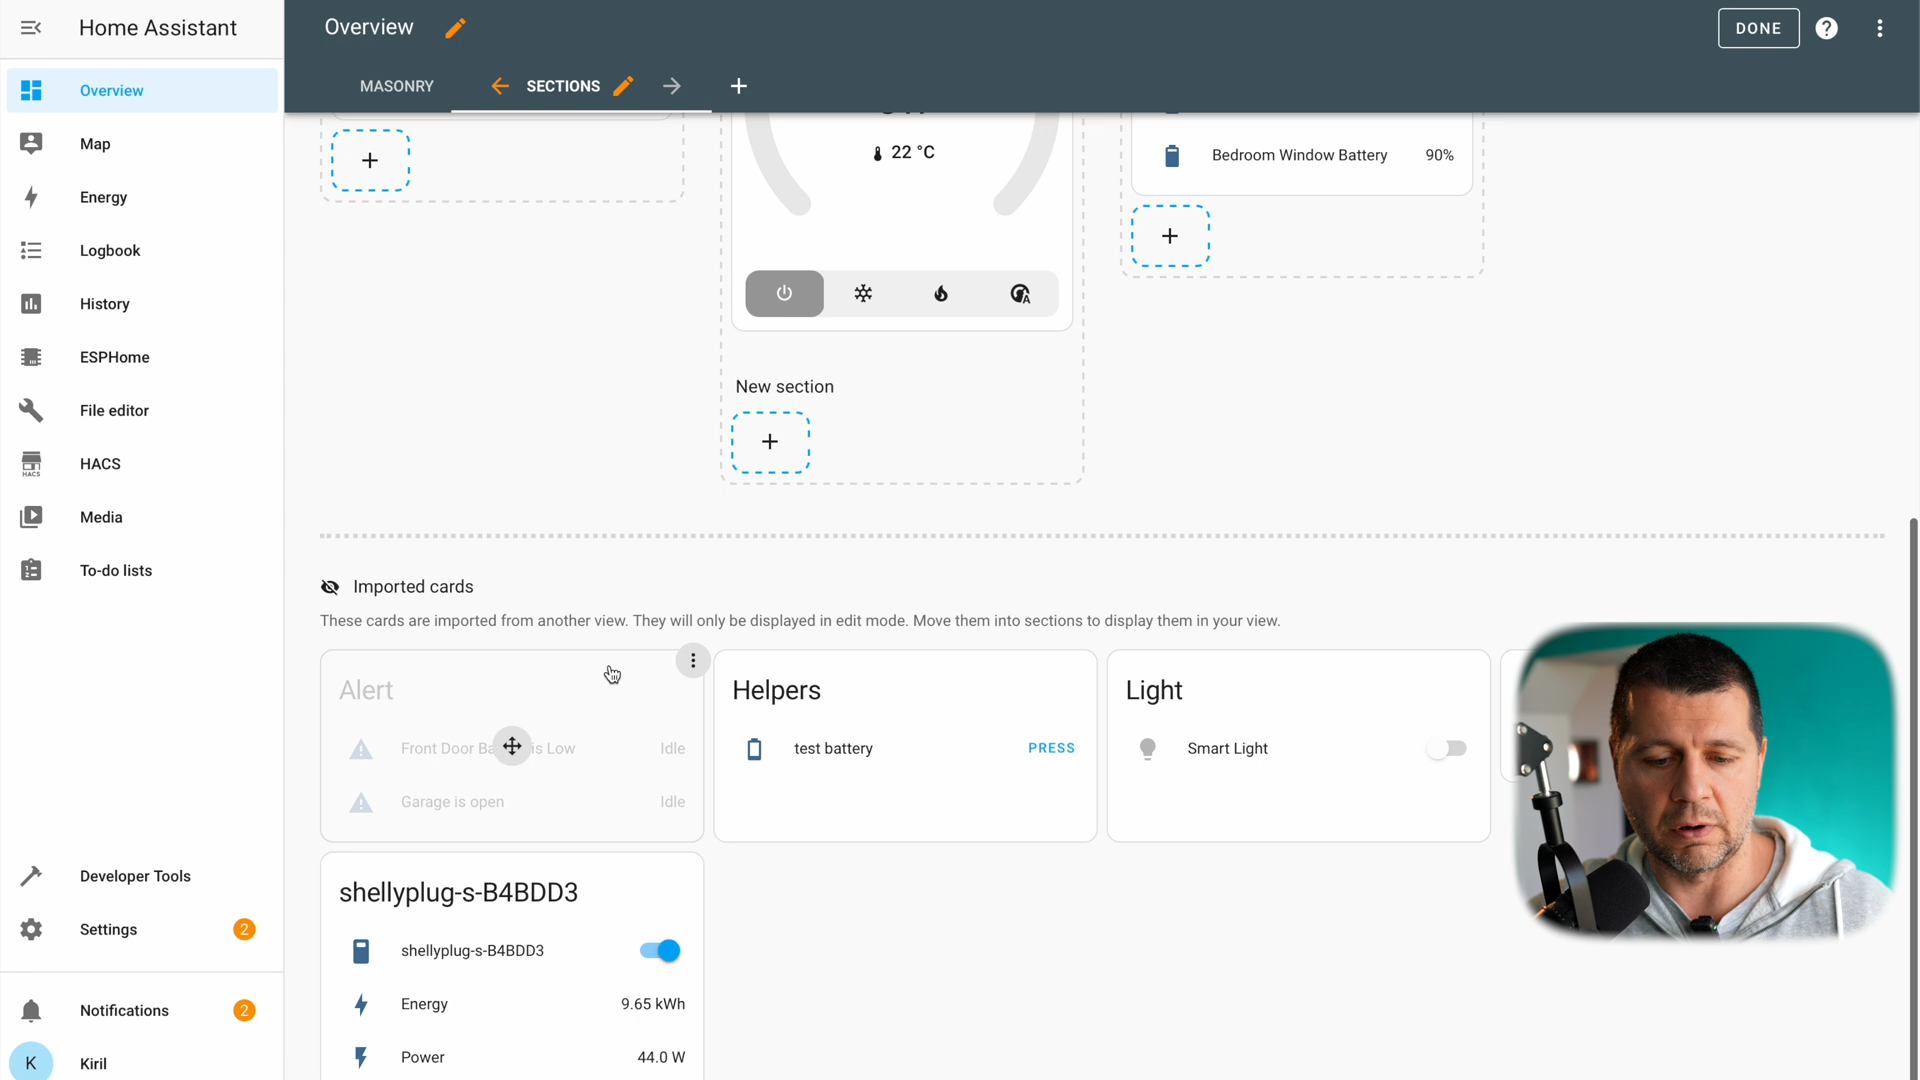 Home Assistant
Overview
DONE
MASONRY
SECTIONS
Overview
Map
Energy
Logbook
History
ESPHome
File editor
HACS
HACS
Media
To-do lists
Developer Tools
Settings
2
Notifications
2
K
Kiril
22 °C
Bedroom Window Battery 90%
New section
Imported cards
These cards are imported from another view. They will only be displayed in edit mode. Move them into sections to display them in your view.
Alert
Front Door Ba is Low Idle
Garage is open Idle
Helpers
test battery PRESS
Light
Smart Light
shellyplug-s-B4BDD3
shellyplug-s-B4BDD3
Energy 9.65 kWh
Power 44.0 W